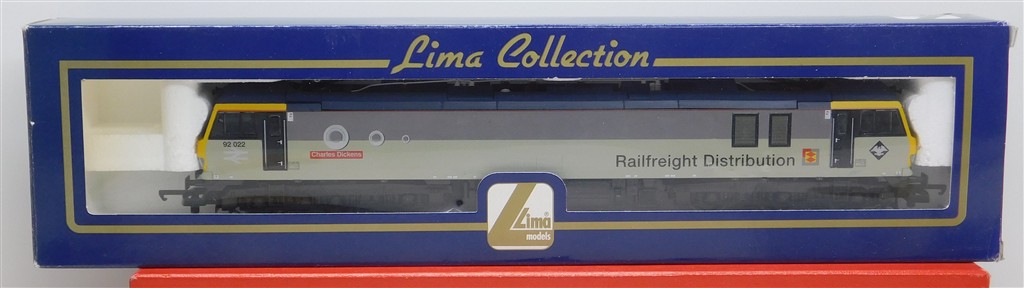 Lima Collection
92 022
Charles Dickens
Railfreight Distribution
Lima
models